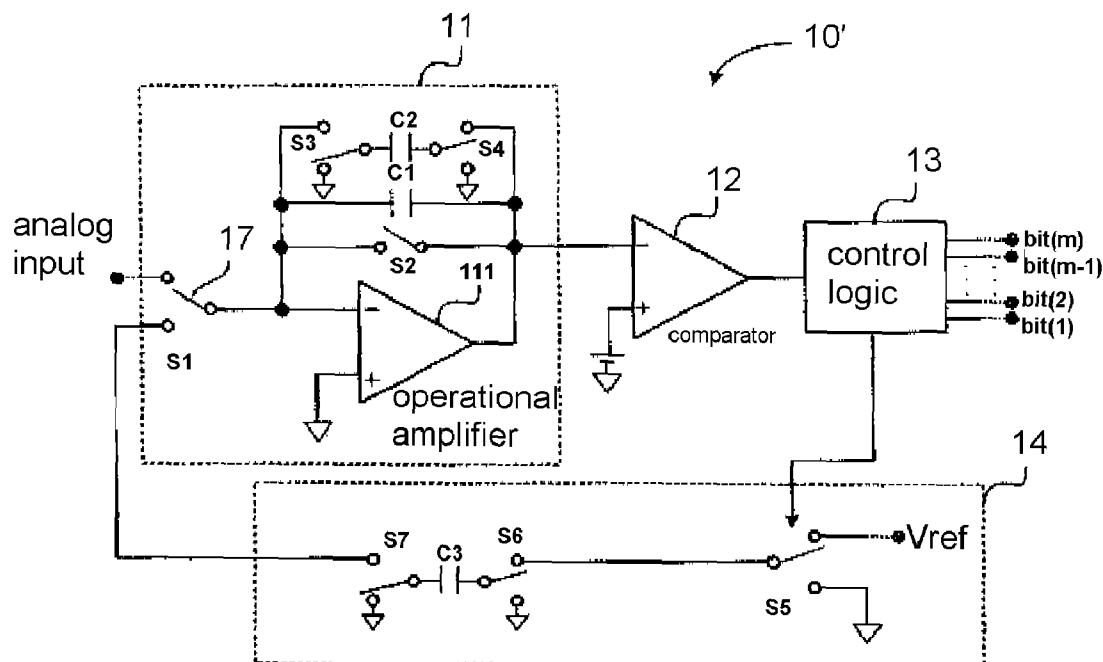 11
10'
S3
C2
S4
C1
12
13
analog
input
17
S2
111
control
logic
bit(m)
bit(m-1)
bit(2)
bit(1)
S1
comparator
operational
amplifier
14
S7
C3
S6
Vref
S5